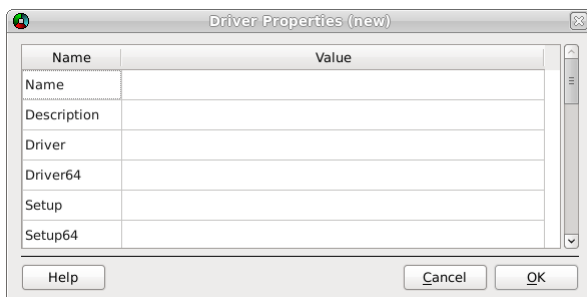 Driver Properties (new)
Name Value
Name
Description
Driver
Driver64
Setup
Setup64
Help Cancel OK